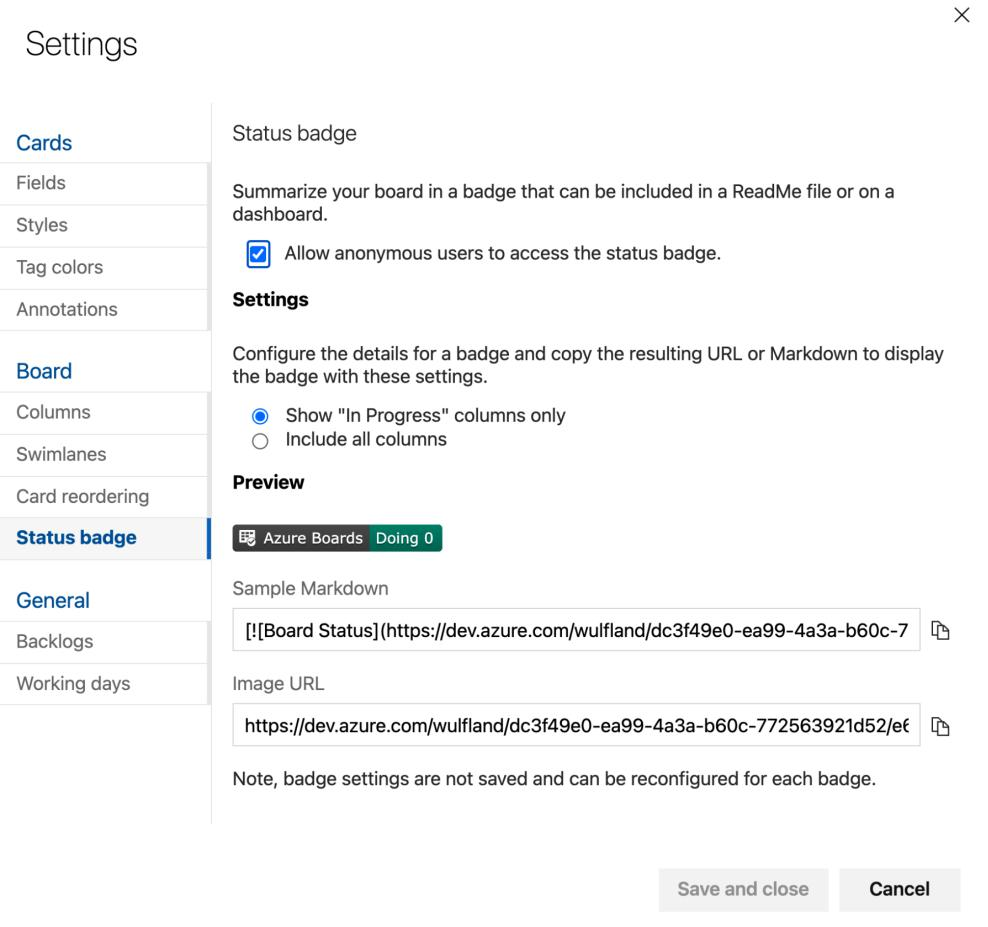 Settings
Cards
Fields
Styles
Tag colors
Annotations
Board
Columns
Swimlanes
Card reordering
Status badge
General
Backlogs
Working days
Status badge
Summarize your board in a badge that can be included in a ReadMe file or on a
dashboard.
Allow anonymous users to access the status badge.
Settings
Configure the details for a badge and copy the resulting URL or Markdown to display
the badge with these settings.
Show "In Progress" columns only
Include all columns
Preview
Azure Boards Doing 0
Sample Markdown
[![Board Status](https://dev.azure.com/wulfland/dc3f49e0-ea99-4a3a-b60c-7
Image URL
https://dev.azure.com/wulfland/dc3f49e0-ea99-4a3a-b60c-772563921d52/e6
Note, badge settings are not saved and can be reconfigured for each badge.
Save and close
Cancel